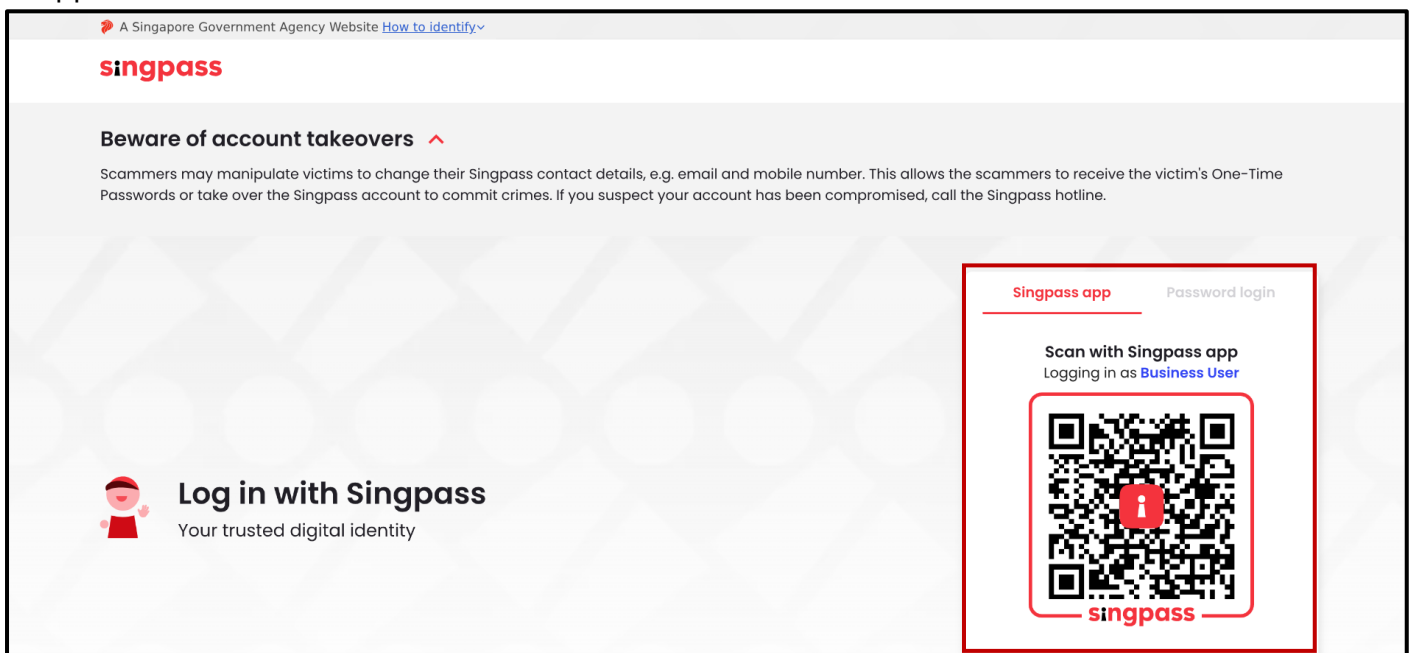 A Singapore Government Agency Website How to identify
singpass
Beware of account takeovers
Scammers may manipulate victims to change their Singpass contact details, e.g. email and mobile number. This allows the scammers to receive the victim's One-Time
Passwords or take over the Singpass account to commit crimes. If you suspect your account has been compromised, call the Singpass hotline.
Singpass app Password login
Scan with Singpass app
Logging in as Business User
Log in with Singpass
Your trusted digital identity
singpass